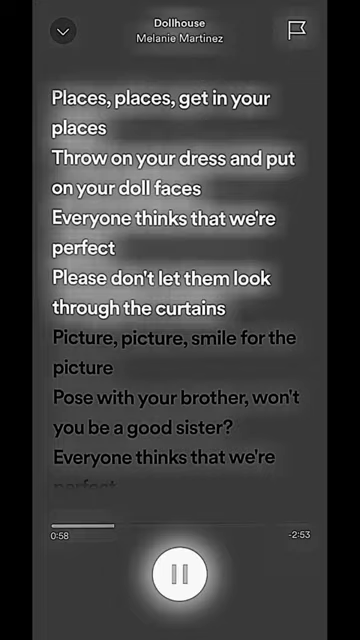 Dollhouse
Melanie Martinez
Places, places, get in your
places
Throw on your dress and put
on your doll faces
Everyone thinks that we're
perfect
Please don't let them look
through the curtains
Picture, picture, smile for the
picture
Pose with your brother, won't
you be a good sister?
Everyone thinks that we're
perfect
0:58
-2:53